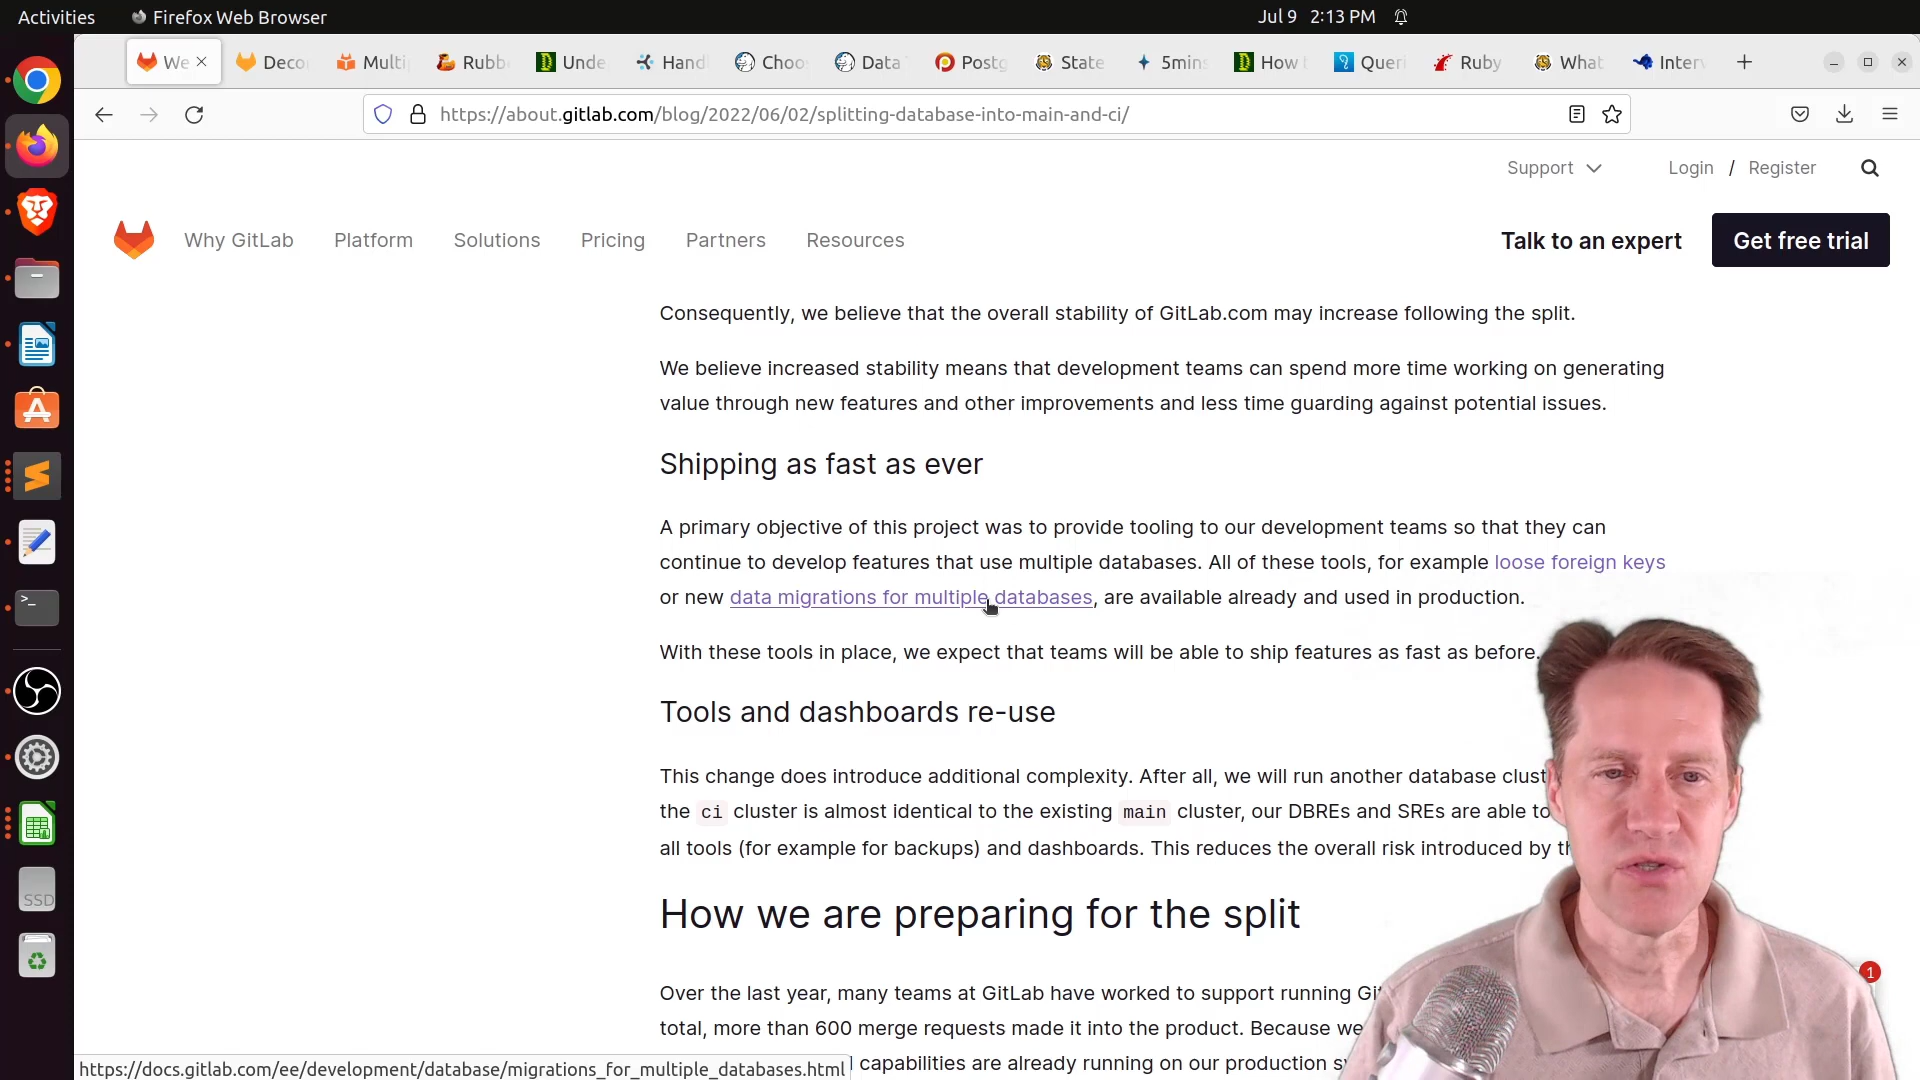 Activities
Firefox Web Browser
Jul 9 2:13 PM
We
Deco
Multi
Rubb
Unde
Hand
Choo
Data
Postg
State
5mins
How
Queri
Ruby
What
Inter
https://about.gitlab.com/blog/2022/06/02/splitting-database-into-main-and-ci/
Support
Login / Register
Why GitLab
Platform
Solutions
Pricing
Partners
Resources
Talk to an expert
Get free trial
Consequently, we believe that the overall stability of GitLab.com may increase following the split.
We believe increased stability means that development teams can spend more time working on generating
value through new features and other improvements and less time guarding against potential issues.
Shipping as fast as ever
A primary objective of this project was to provide tooling to our development teams so that they can
continue to develop features that use multiple databases. All of these tools, for example loose foreign keys
or new data migrations for multiple databases, are available already and used in production.
With these tools in place, we expect that teams will be able to ship features as fast as before.
Tools and dashboards re-use
This change does introduce additional complexity. After all, we will run another database clust
the ci cluster is almost identical to the existing main cluster, our DBREs and SREs are able to
all tools (for example for backups) and dashboards. This reduces the overall risk introduced by th
How we are preparing for the split
Over the last year, many teams at GitLab have worked to support running Git
total, more than 600 merge requests made it into the product. Because we
capabilities are already running on our production sy
https://docs.gitlab.com/ee/development/database/migrations_for_multiple_databases.html
SSD
1